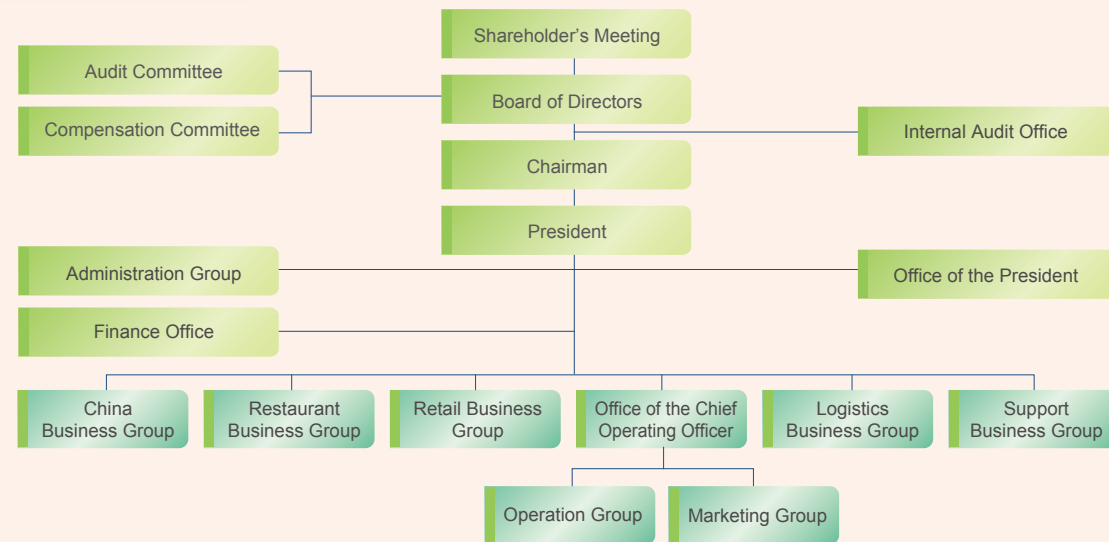 Shareholder's Meeting
Audit Committee
Board of Directors
Compensation Committee
Internal Audit Office
Chairman
President
Administration Group
Office of the President
Finance Office
China
Business Group
Restaurant
Business Group
Retail Business
Group
Office of the Chief
Operating Officer
Logistics
Business Group
Support
Business Group
Operation Group
Marketing Group